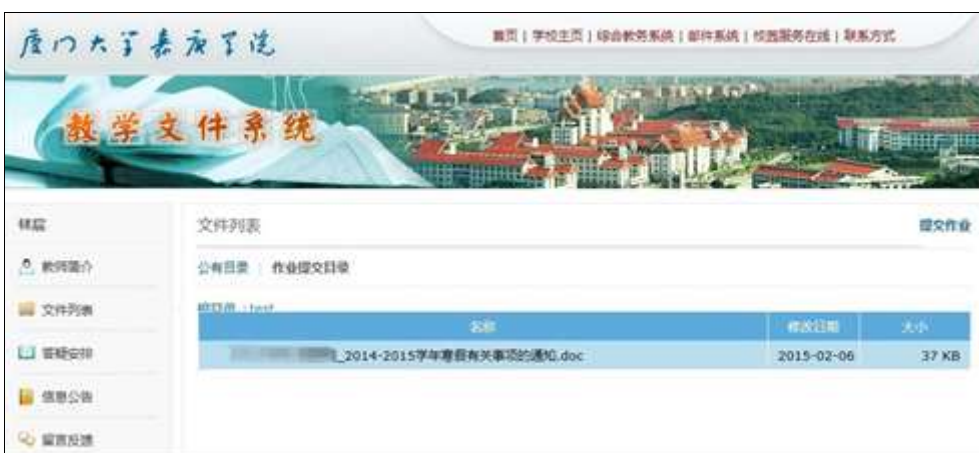 厦门大学嘉庚学院
首页 | 学校主页 | 综合教务系统 | 邮件系统 | 校园服务在线 | 联系方式
教学文件系统
文件列表
提交作业
教师简介
公有目录 | 作业提交目录
文件列表
根目录 : test
名称 修改日期 大小
_2014-2015学年寒假有关事项的通知.doc 2015-02-06 37 KB
答疑安排
信息公告
留言反馈